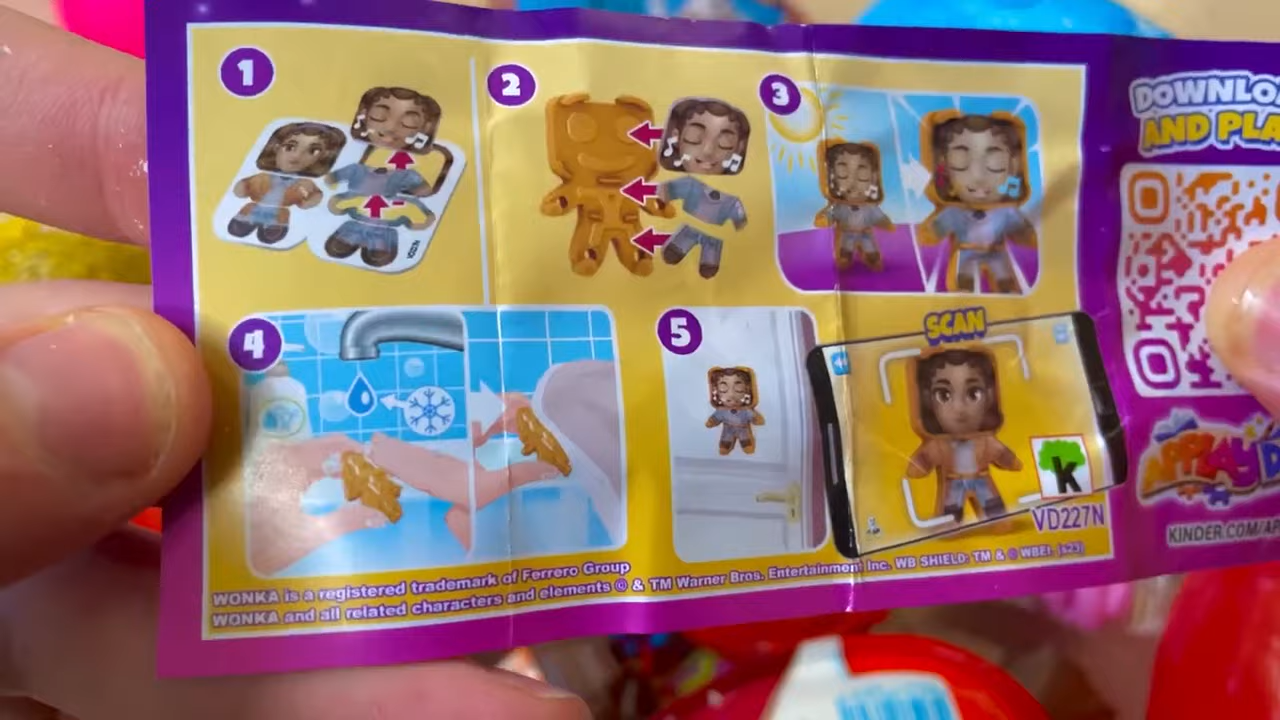 1
2
3
DOWNLO
AND PLA
4
5
SCAN
k
VD227N
APPLAYD
KINDER.COM/AP
WONKA is a registered trademark of Ferrero Group
WONKA and all related characters and elements © & TM Warner Bros. Entertainment Inc. WB SHIELD: TM & © WBEI. (s23)